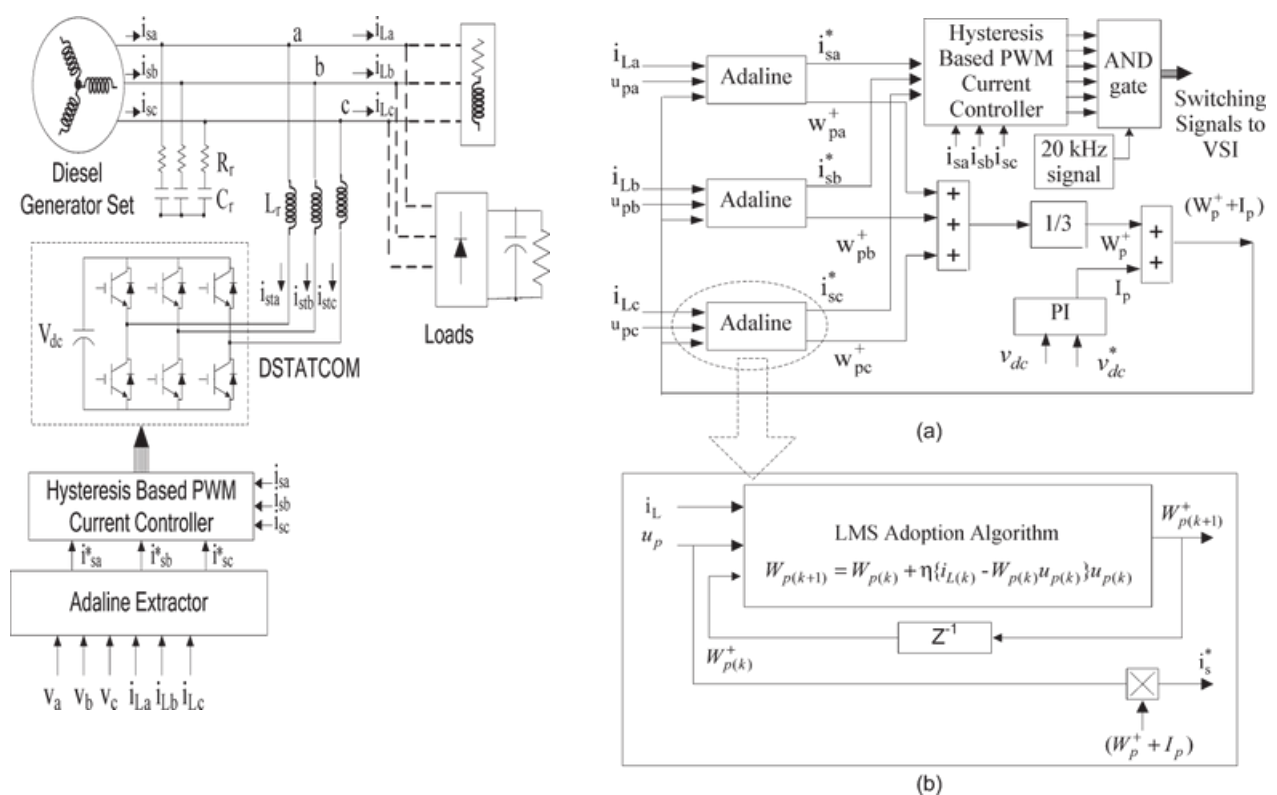 i_sa
a
i_La
i_sb
b
i_Lb
i_sc
c
i_Lc
Diesel
Generator Set
R_r
C_r
L_r
i_sta
i_stb
i_stc
V_dc
DSTATCOM
Loads
Hysteresis Based PWM
Current Controller
i_sa
i_sb
i_sc
i*_sa
i*_sb
i*_sc
Adaline Extractor
v_a
v_b
v_c
i_La
i_Lb
i_Lc
i_La
u_pa
Adaline
i*_sa
w+_pa
Hysteresis
Based PWM
Current
Controller
i_sa i_sb i_sc
AND
gate
20 kHz
signal
Switching
Signals to
VSI
i_Lb
u_pb
Adaline
i*_sb
w+_pb
+
+
+
1/3
W_p^+
+
+
(W_p^+ + I_p)
I_p
PI
v_dc
v*_dc
i_Lc
u_pc
Adaline
i*_sc
w+_pc
(a)
i_L
u_p
LMS Adoption Algorithm
W_p(k+1) = W_p(k) + η{i_L(k) - W_p(k) u_p(k)}u_p(k)
W^+_p(k+1)
Z^-1
W^+_p(k)
i*_s
(W_p^+ + I_p)
(b)